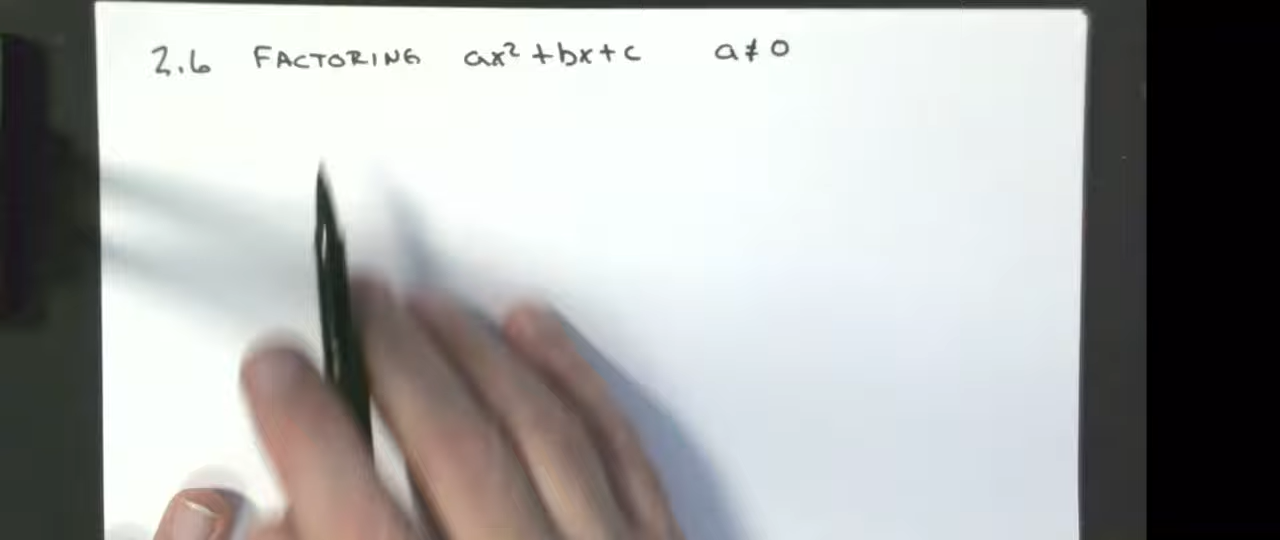 2.6 FACTORING ax² + bx + c a ≠ 0